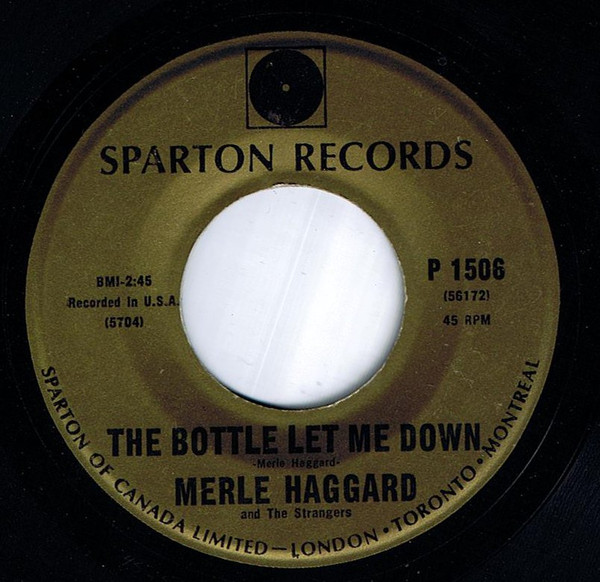 SPARTON RECORDS
BMI-2:45
Recorded In U.S.A.
(5704)
P 1506
(56172)
45 RPM
THE BOTTLE LET ME DOWN
-Merle Haggard-
MERLE HAGGARD
and The Strangers
SPARTON OF CANADA LIMITED—LONDON•TORONTO•MONTREAL